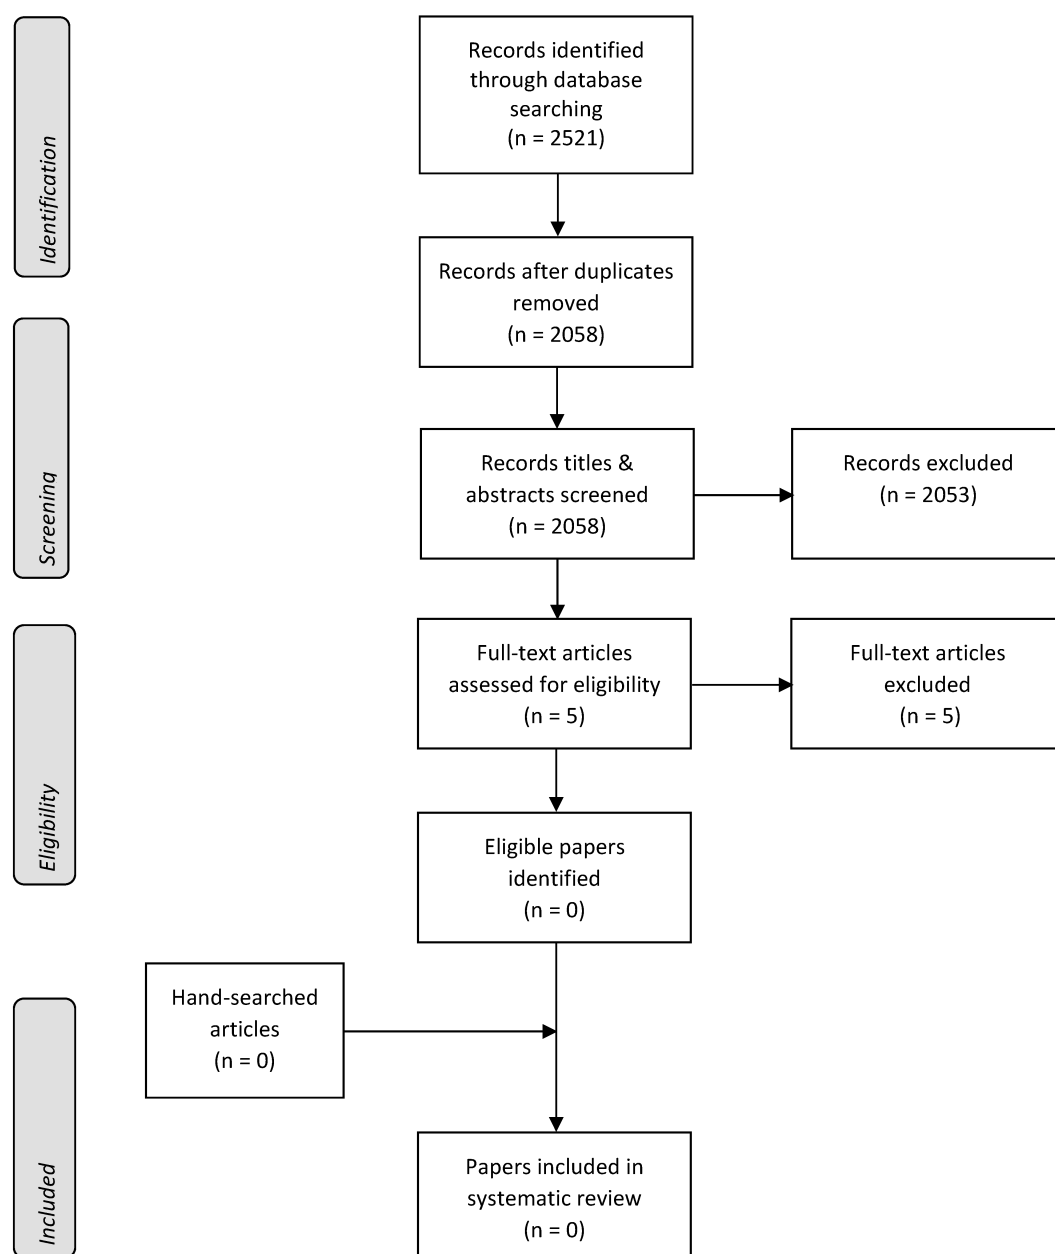 Identification
Records identified
through database
searching
(n = 2521)
Records after duplicates
removed
(n = 2058)
Screening
Records titles &
abstracts screened
(n = 2058)
Records excluded
(n = 2053)
Eligibility
Full-text articles
assessed for eligibility
(n = 5)
Full-text articles
excluded
(n = 5)
Eligible papers
identified
(n = 0)
Included
Hand-searched
articles
(n = 0)
Papers included in
systematic review
(n = 0)